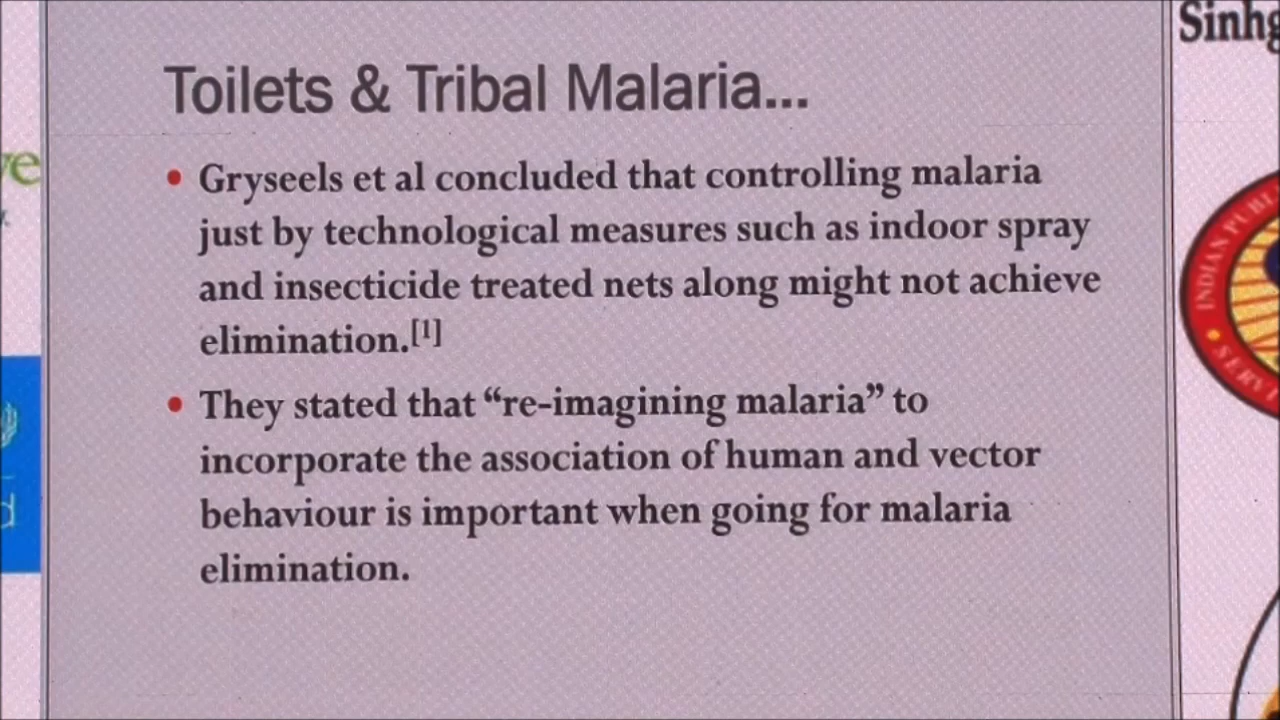 Toilets & Tribal Malaria...
• Gryseels et al concluded that controlling malaria
just by technological measures such as indoor spray
and insecticide treated nets along might not achieve
elimination.[1]
• They stated that “re-imagining malaria” to
incorporate the association of human and vector
behaviour is important when going for malaria
elimination.
INDIAN